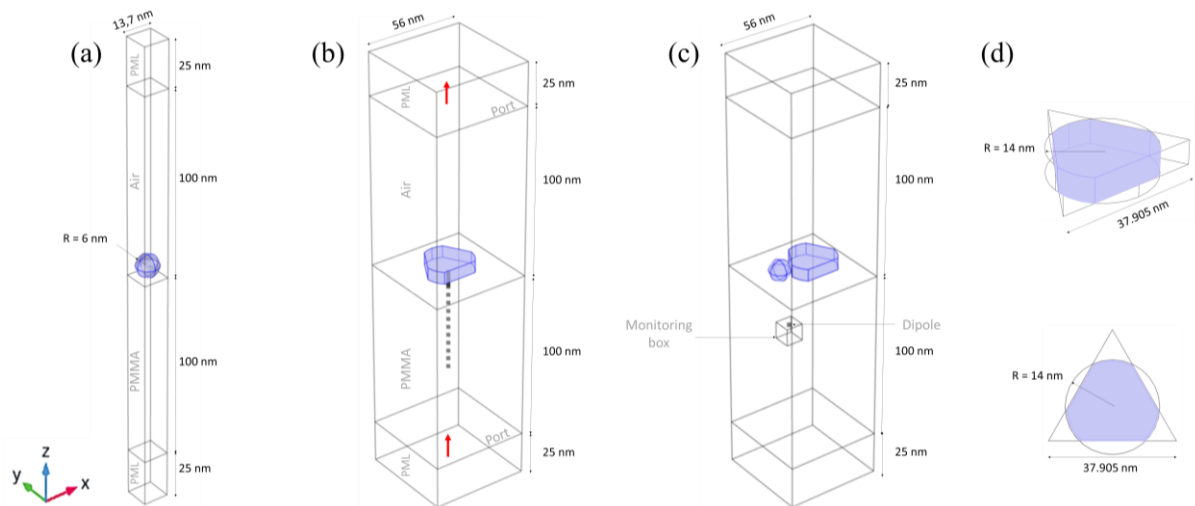 (a)
13,7 nm
PML
25 nm
Air
100 nm
R = 6 nm
PMMA
100 nm
PML
25 nm
z
y
x
(b)
56 nm
PML
Port
25 nm
Air
100 nm
PMMA
100 nm
Port
PML
25 nm
(c)
56 nm
25 nm
100 nm
Monitoring
box
Dipole
100 nm
25 nm
(d)
R = 14 nm
37.905 nm
R = 14 nm
37.905 nm